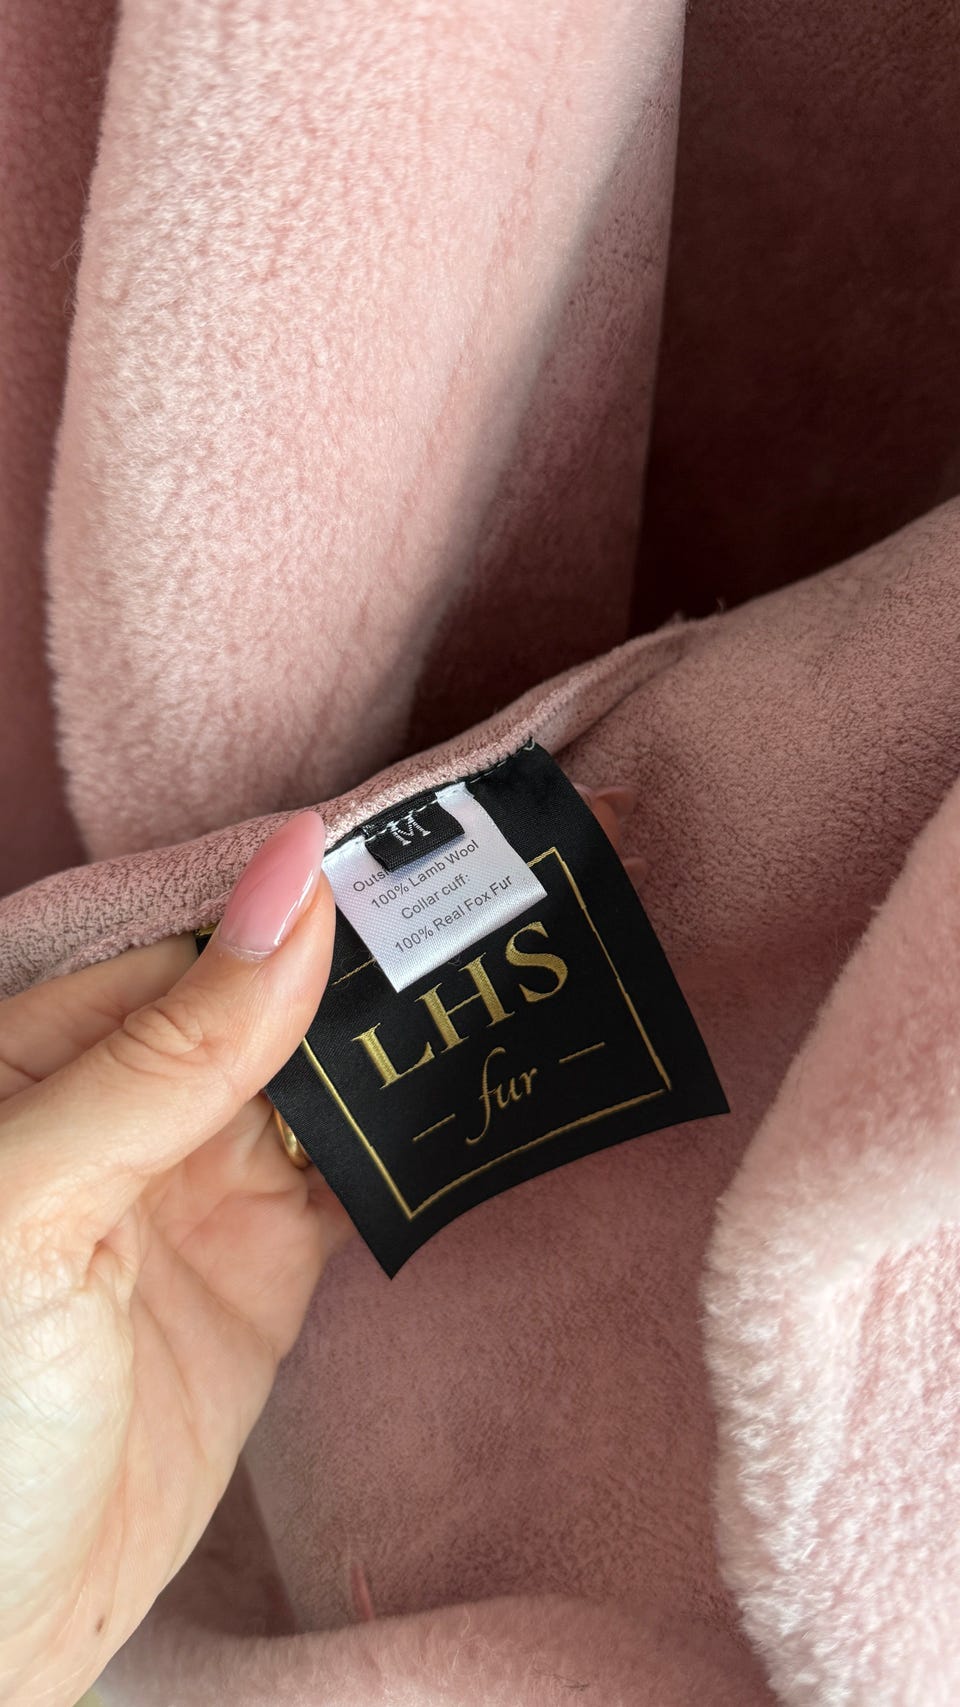 M
100% Lamb Wool
Collar cuff:
100% Real Fox Fur
LHS
fur